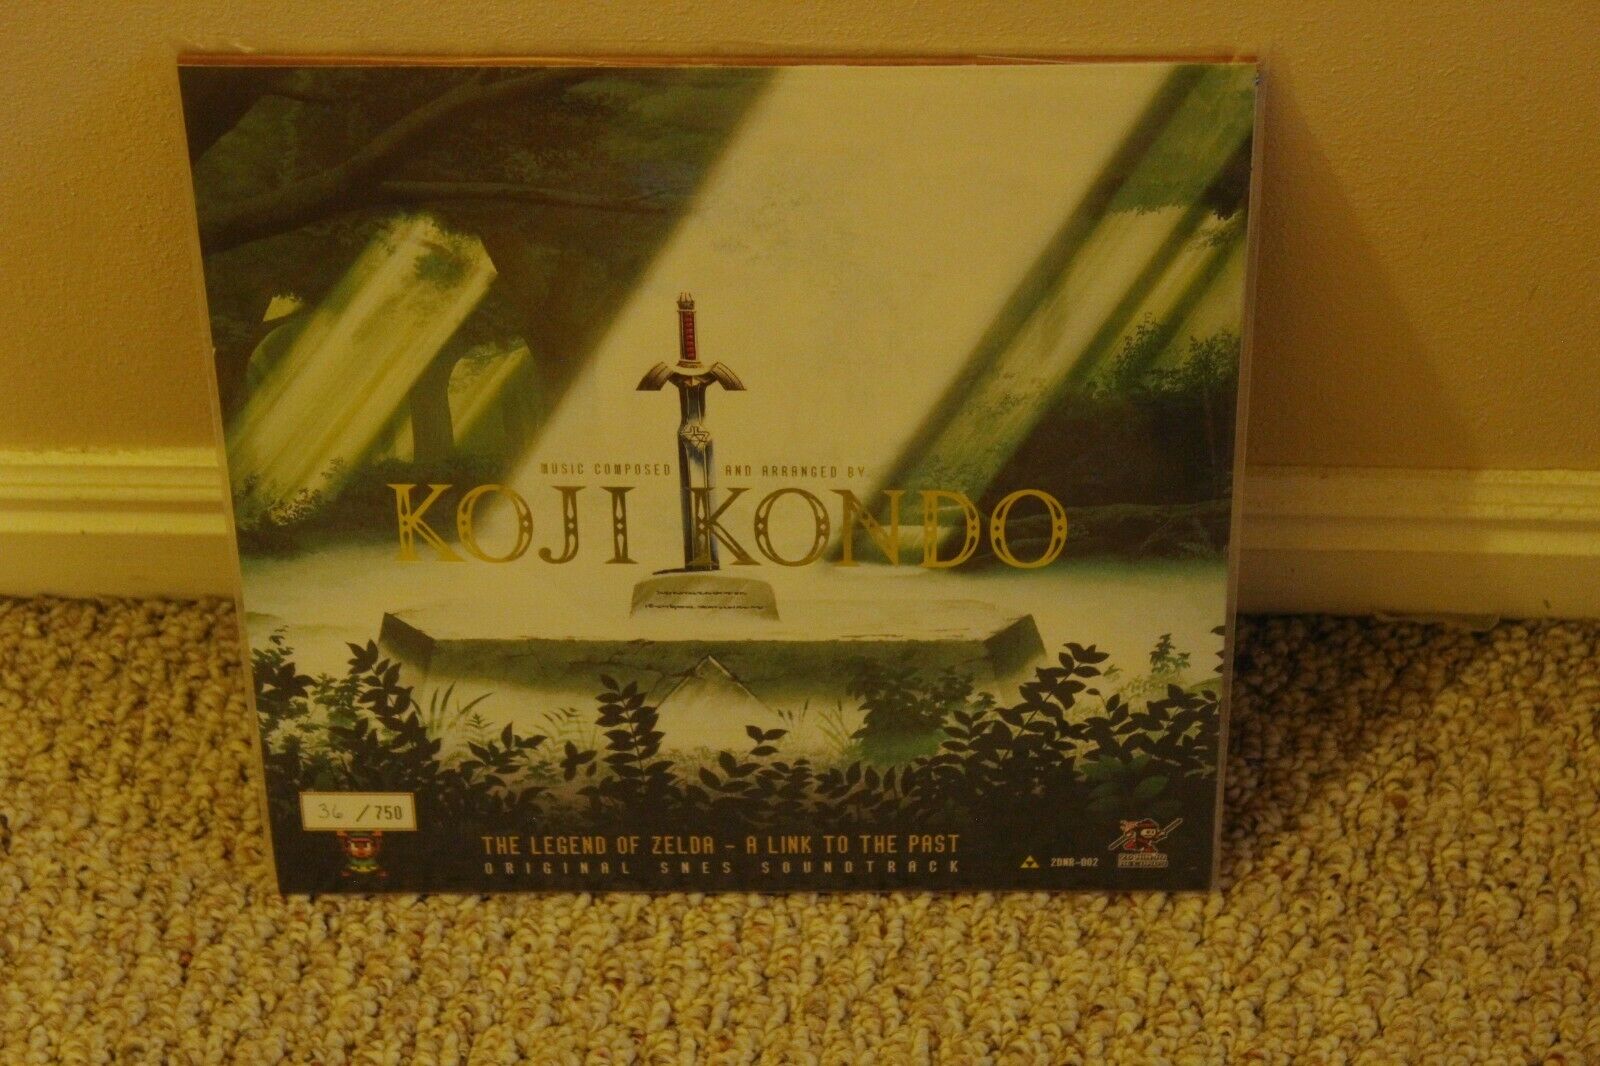 MUSIC COMPOSED AND ARRANGED BY
KOJI KONDO
36 / 750
THE LEGEND OF ZELDA - A LINK TO THE PAST
ORIGINAL SNES SOUNDTRACK
2DNR-002